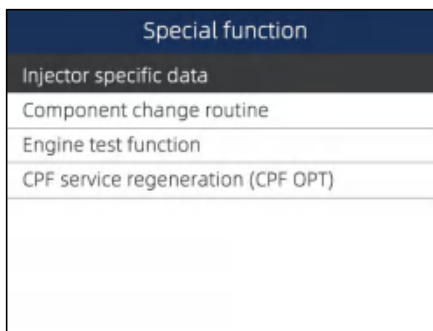 Special function
Injector specific data
Component change routine
Engine test function
CPF service regeneration (CPF OPT)